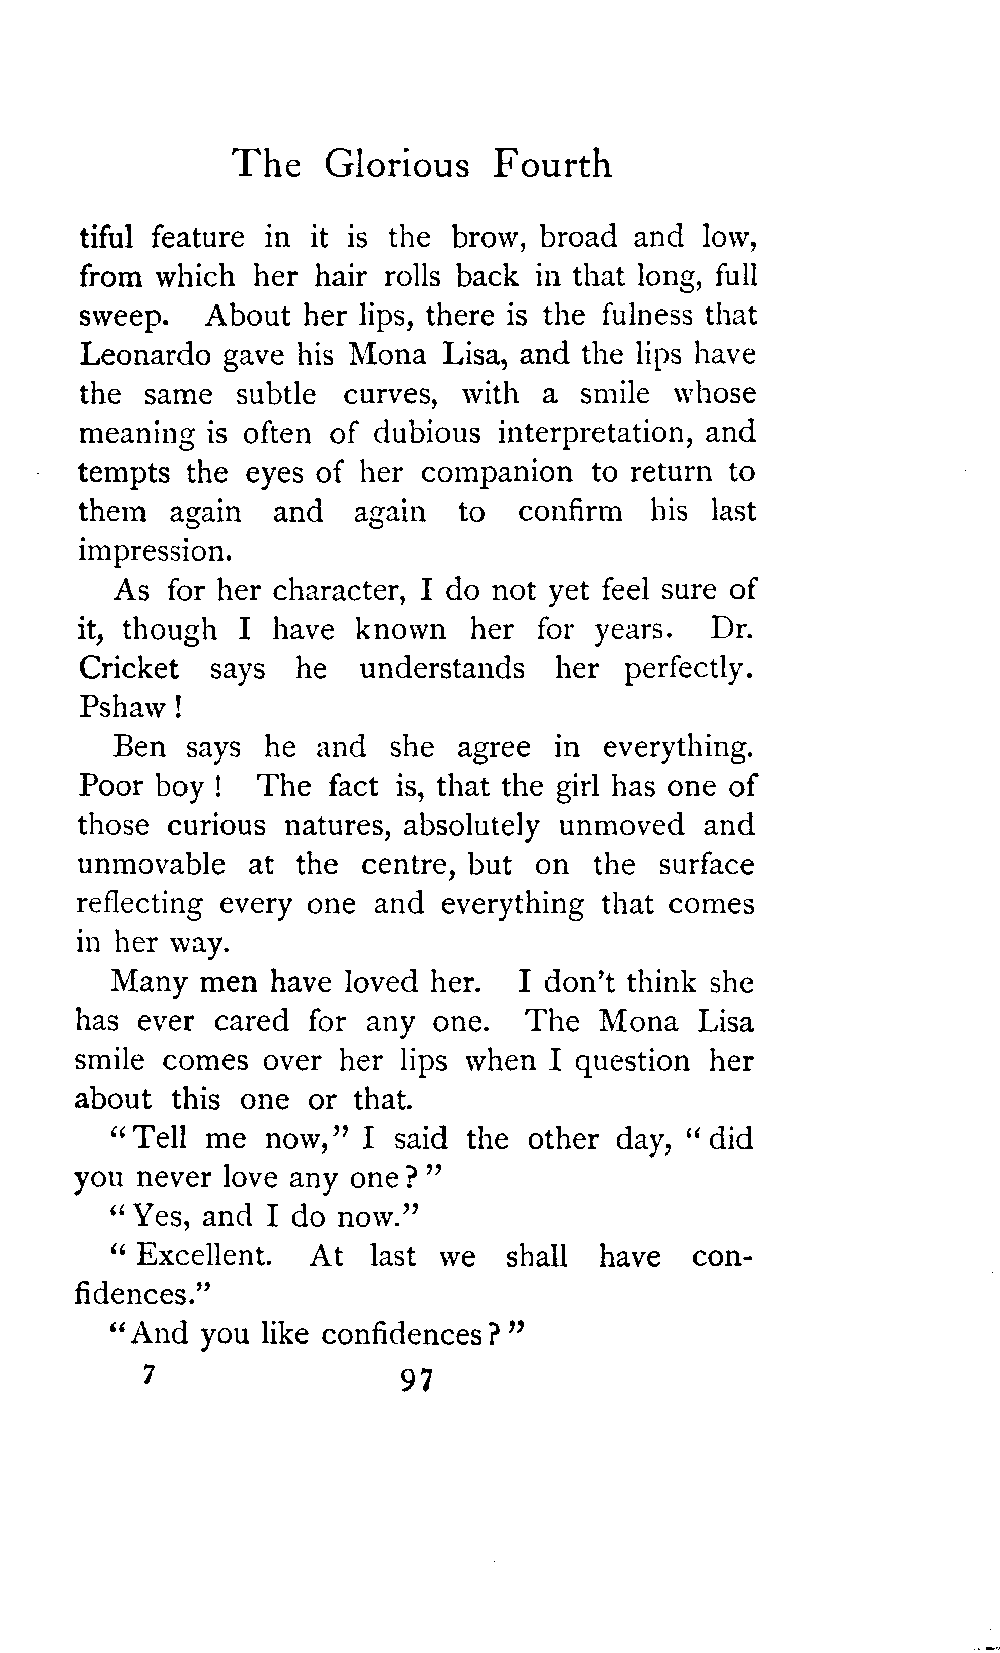 The Glorious Fourth
tiful feature in it is the brow, broad and low,
from which her hair rolls back in that long, full
sweep. About her lips, there is the fulness that
Leonardo gave his Mona Lisa, and the lips have
the same subtle curves, with a smile whose
meaning is often of dubious interpretation, and
tempts the eyes of her companion to return to
them again and again to confirm his last
impression.
As for her character, I do not yet feel sure of
it, though I have known her for years. Dr.
Cricket says he understands her perfectly.
Pshaw !
Ben says he and she agree in everything.
Poor boy ! The fact is, that the girl has one of
those curious natures, absolutely unmoved and
unmovable at the centre, but on the surface
reflecting every one and everything that comes
in her way.
Many men have loved her. I don't think she
has ever cared for any one. The Mona Lisa
smile comes over her lips when I question her
about this one or that.
"Tell me now," I said the other day, "did
you never love any one?"
"Yes, and I do now."
"Excellent. At last we shall have con-
fidences."
"And you like confidences?"
7 97